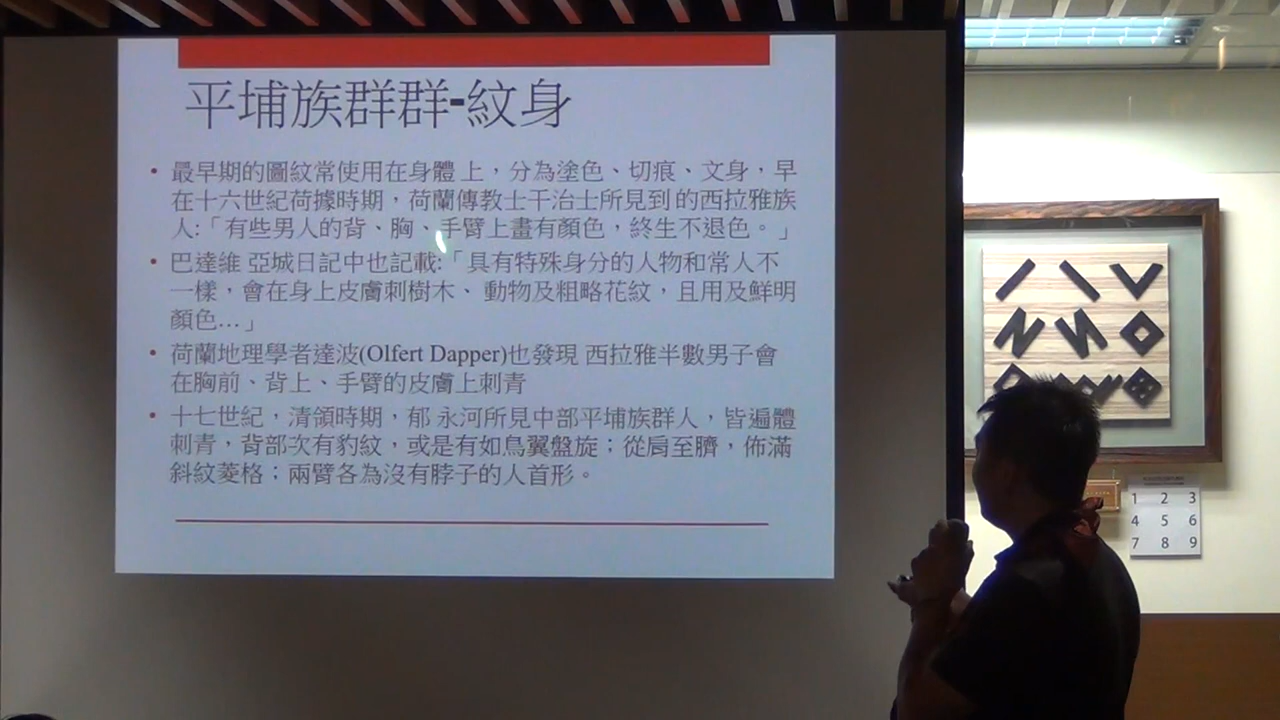 平埔族群群-紋身
• 最早期的圖紋常使用在身體 上，分為塗色、切痕、文身，早
在十六世紀荷據時期，荷蘭傳教士干治士所見到 的西拉雅族
人:「有些男人的背、胸、手臂上畫有顏色，終生不退色。」
• 巴達維 亞城日記中也記載:「具有特殊身分的人物和常人不
一樣，會在身上皮膚刺樹木、 動物及粗略花紋，且用及鮮明
顏色...」
• 荷蘭地理學者達波(Olfert Dapper)也發現 西拉雅半數男子會
在胸前、背上、手臂的皮膚上刺青
• 十七世紀，清領時期，郁 永河所見中部平埔族群人，皆遍體
刺青，背部次有豹紋，或是有如鳥翼盤旋；從肩至臍，佈滿
斜紋菱格；兩臂各為沒有脖子的人首形。
1 2 3
4 5 6
7 8 9